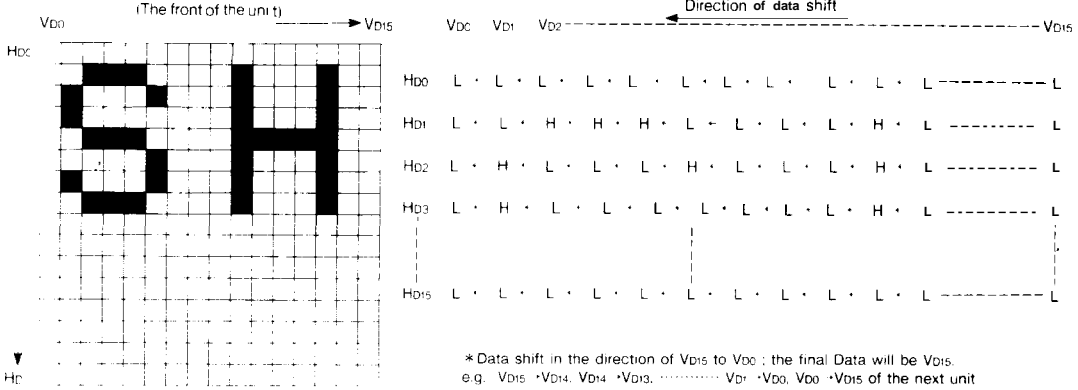 (The front of the unit)
Direction of data shift
VD0 VD15
VD0 VD1 VD2 VD15
HD0
HD0 L · L · L · L · L · L · L · L · L · L · L L
HD1 L · L · H · H · H · L · L · L · L · H · L L
HD2 L · H · L · L · L · H · L · L · L · H · L L
HD3 L · H · L · L · L · L · L · L · L · H · L L
HD15 L · L · L · L · L · L · L · L · L · L · L L
HD
* Data shift in the direction of VD15 to VD0 ; the final Data will be VD15.
e.g. VD15 →VD14, VD14 →VD13, ·········· VD1 →VD0, VD0 →VD15 of the next unit